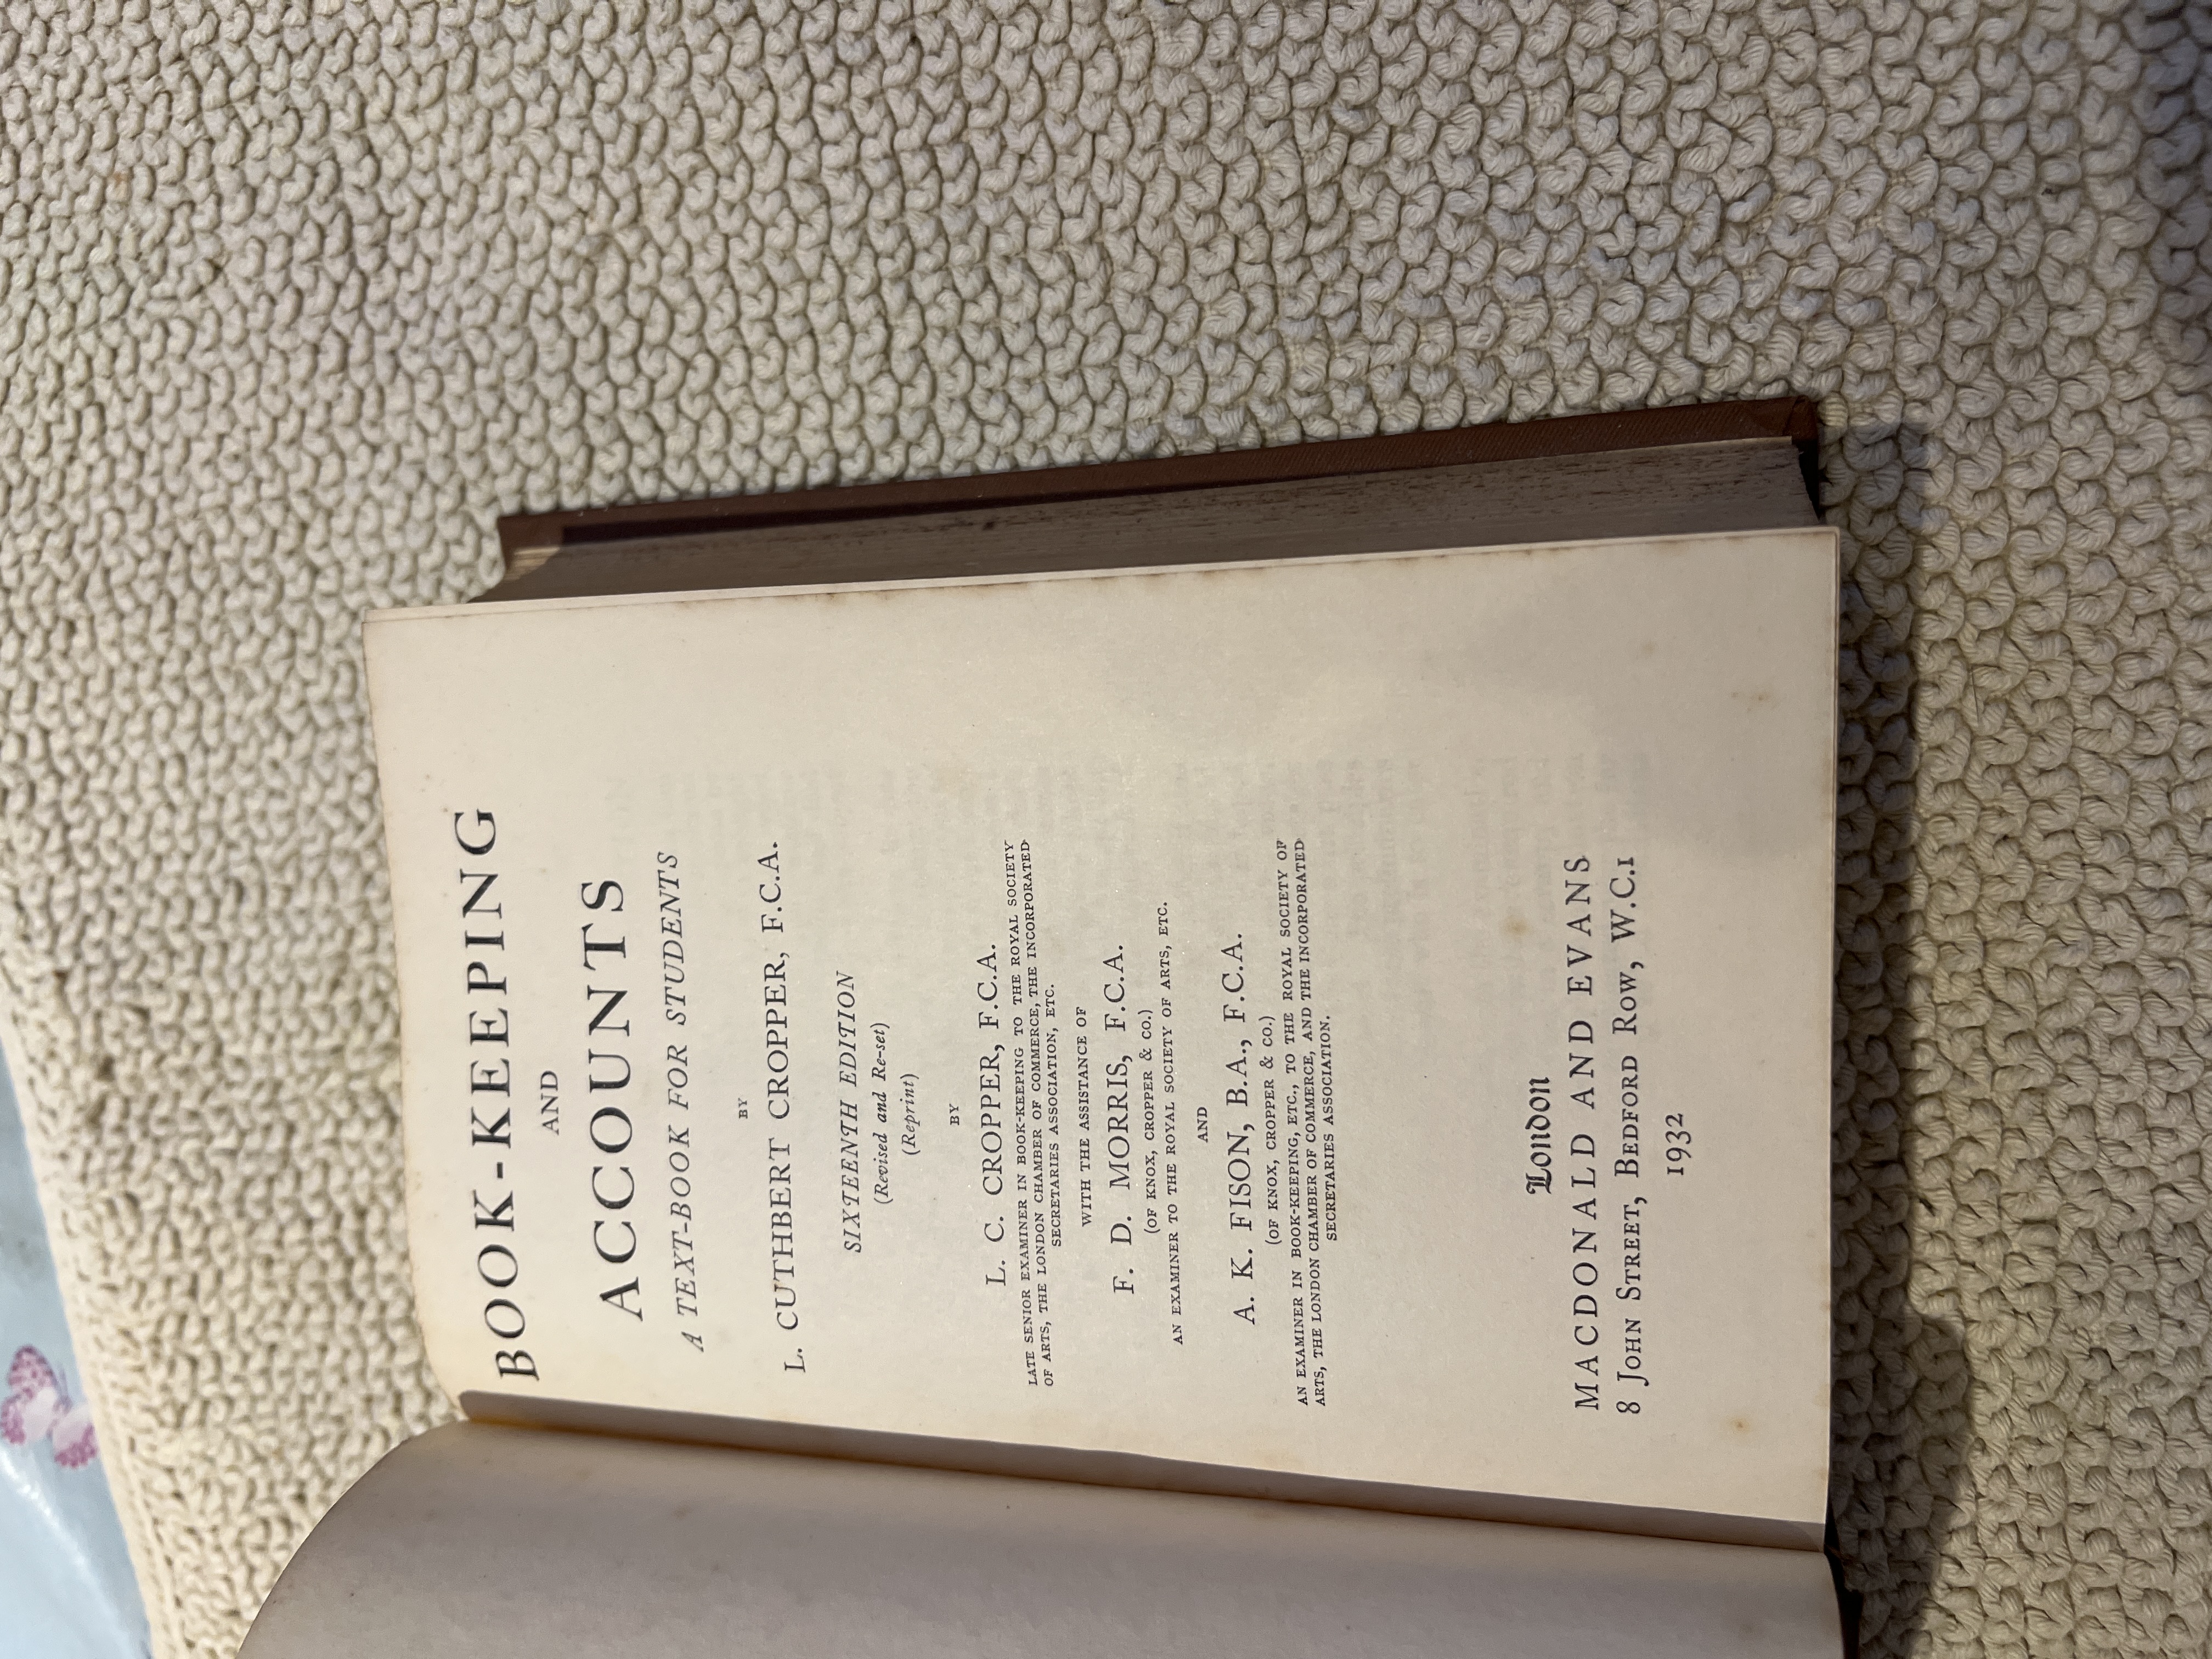 BOOK-KEEPING
AND
ACCOUNTS
A TEXT-BOOK FOR STUDENTS
BY
L. CUTHBERT CROPPER, F.C.A.
SIXTEENTH EDITION
(Revised and Re-set)
(Reprint)
BY
L. C. CROPPER, F.C.A.
LATE SENIOR EXAMINER IN BOOK-KEEPING TO THE ROYAL SOCIETY
OF ARTS, THE LONDON CHAMBER OF COMMERCE, THE INCORPORATED
SECRETARIES ASSOCIATION, ETC.
WITH THE ASSISTANCE OF
F. D. MORRIS, F.C.A.
(OF KNOX, CROPPER & CO.)
AN EXAMINER TO THE ROYAL SOCIETY OF ARTS, ETC.
AND
A. K. FISON, B.A., F.C.A.
(OF KNOX, CROPPER & CO.)
AN EXAMINER IN BOOK-KEEPING, ETC., TO THE ROYAL SOCIETY OF
ARTS, THE LONDON CHAMBER OF COMMERCE, AND THE INCORPORATED
SECRETARIES ASSOCIATION.
London
MACDONALD AND EVANS
8 JOHN STREET, BEDFORD ROW, W.C.1
1932